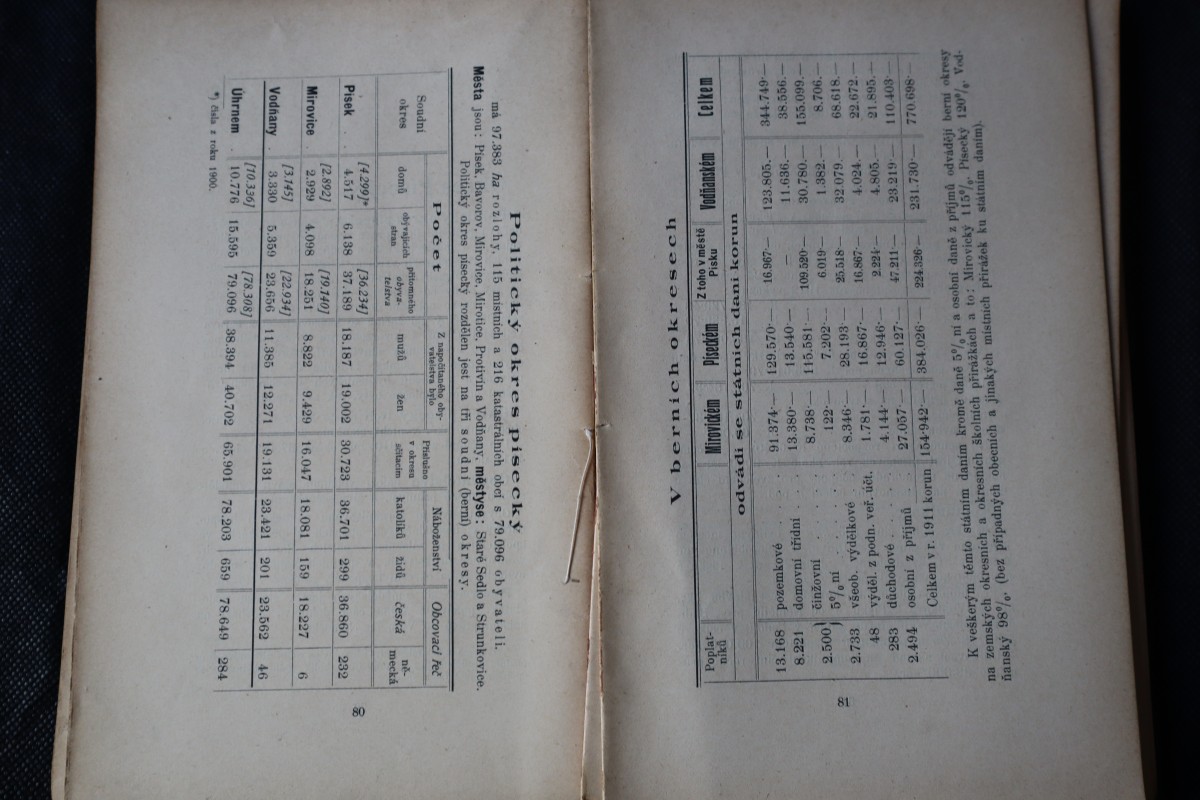 Politický okres písecký
má 97.383 ha rozlohy, 115 místních a 216 katastrálních obcí s 79.096 obyvateli.
Města jsou: Písek, Bavorov, Mirovice, Mirotice, Protivín a Vodňany, městyse: Staré Sedlo a Strunkovice.
Politický okres písecký rozdělen jest na tři soudní (berní) okresy.
Soudní okres | Počet | Z napočítaného obyvatelstva bylo | Příslušno v okresu sčítacím | Náboženství | Obcovací řeč
domů | obývajících stran | přítomného obyvatelstva | mužů | žen | katolíků | židů | česká | německá
[4.299]* [36.234]
Písek . . 4.517 6.138 37.189 18.187 19.002 30.723 36.701 299 36.860 232
[2.892] [19.140]
Mirovice . 2.929 4.098 18.251 8.822 9.429 16.047 18.081 159 18.227 6
[3.145] [22.934]
Vodňany . 3.330 5.359 23.656 11.385 12.271 19.131 23.421 201 23.562 46
[10.336] [78.308]
Úhrnem . 10.776 15.595 79.096 38.394 40.702 65.901 78.203 659 78.649 284
*) čísla z roku 1900.
80
V berních okresech
odvádí se státních daní korun
Poplatníků | Mirovickém | Píseckém | Z toho v městě Písku | Vodňanském | Celkem
13.168 pozemkové . . . 91.374·— 129.570·— 16.967·— 123.805.— 344.749·—
8.221 domovní třídní . . 13.380·— 13.540·— — 11.636.— 38.556.—
2.500 činžovní . . . 8.738·— 115.581·— 109.520·— 30.780.— 155.099.—
5% ní . . . 122·— 7.202·— 6.019·— 1.382.— 8.706.—
2.733 všeob. výdělkové . 8.346·— 28.193·— 25.518·— 32 079.— 68.618.—
48 výděl. z podn. veř. účt. 1.781·— 16.867·— 16.867·— 4.024.— 22.672.—
283 důchodové . . . 4.144·— 12.946·— 2.224·— 4.805.— 21.895.—
2.494 osobní z příjmů . . 27.057·— 60.127·— 47.211·— 23.219·— 110.403·—
Celkem v r. 1911 korun 154·942·— 384.026·— 224.326·— 231.730·— 770.698·—
K veškerým těmto státním daním kromě daně 5% ní a osobní daně z příjmů odvádějí berní okresy
na zemských okresních a okresních školních přirážkách a to: Mirovický 115%. Písecký 120%. Vod-
ňanský 98%, (bez případných obecních a jinakých místních přirážek ku státním daním).
81